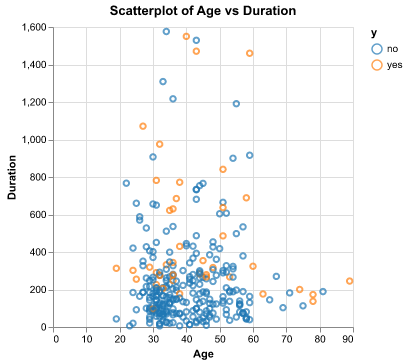 Scatterplot of Age vs Duration
y
no
yes
1,600
1,400
1,200
1,000
800
600
400
200
0
Duration
0 10 20 30 40 50 60 70 80 90
Age